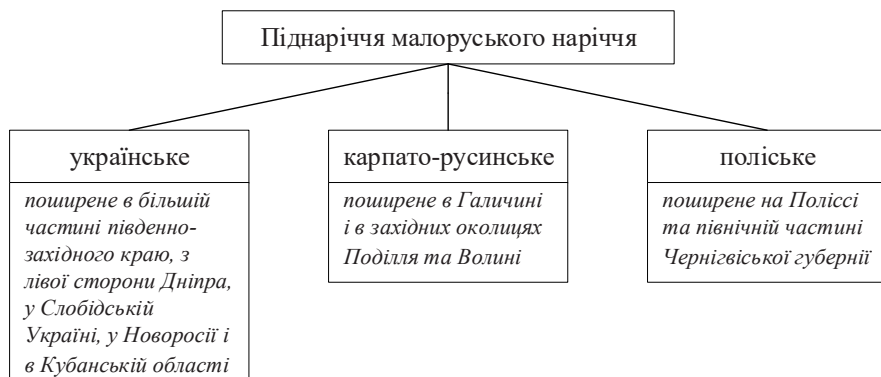 Піднаріччя малоруського наріччя
українське
поширене в більшій
частині південно-
західного краю, з
лівої сторони Дніпра,
у Слобідській
Україні, у Новоросії і
в Кубанській області
карпато-русинське
поширене в Галичині
і в західних околицях
Поділля та Волині
поліське
поширене на Поліссі
та північній частині
Чернігвіської губернії